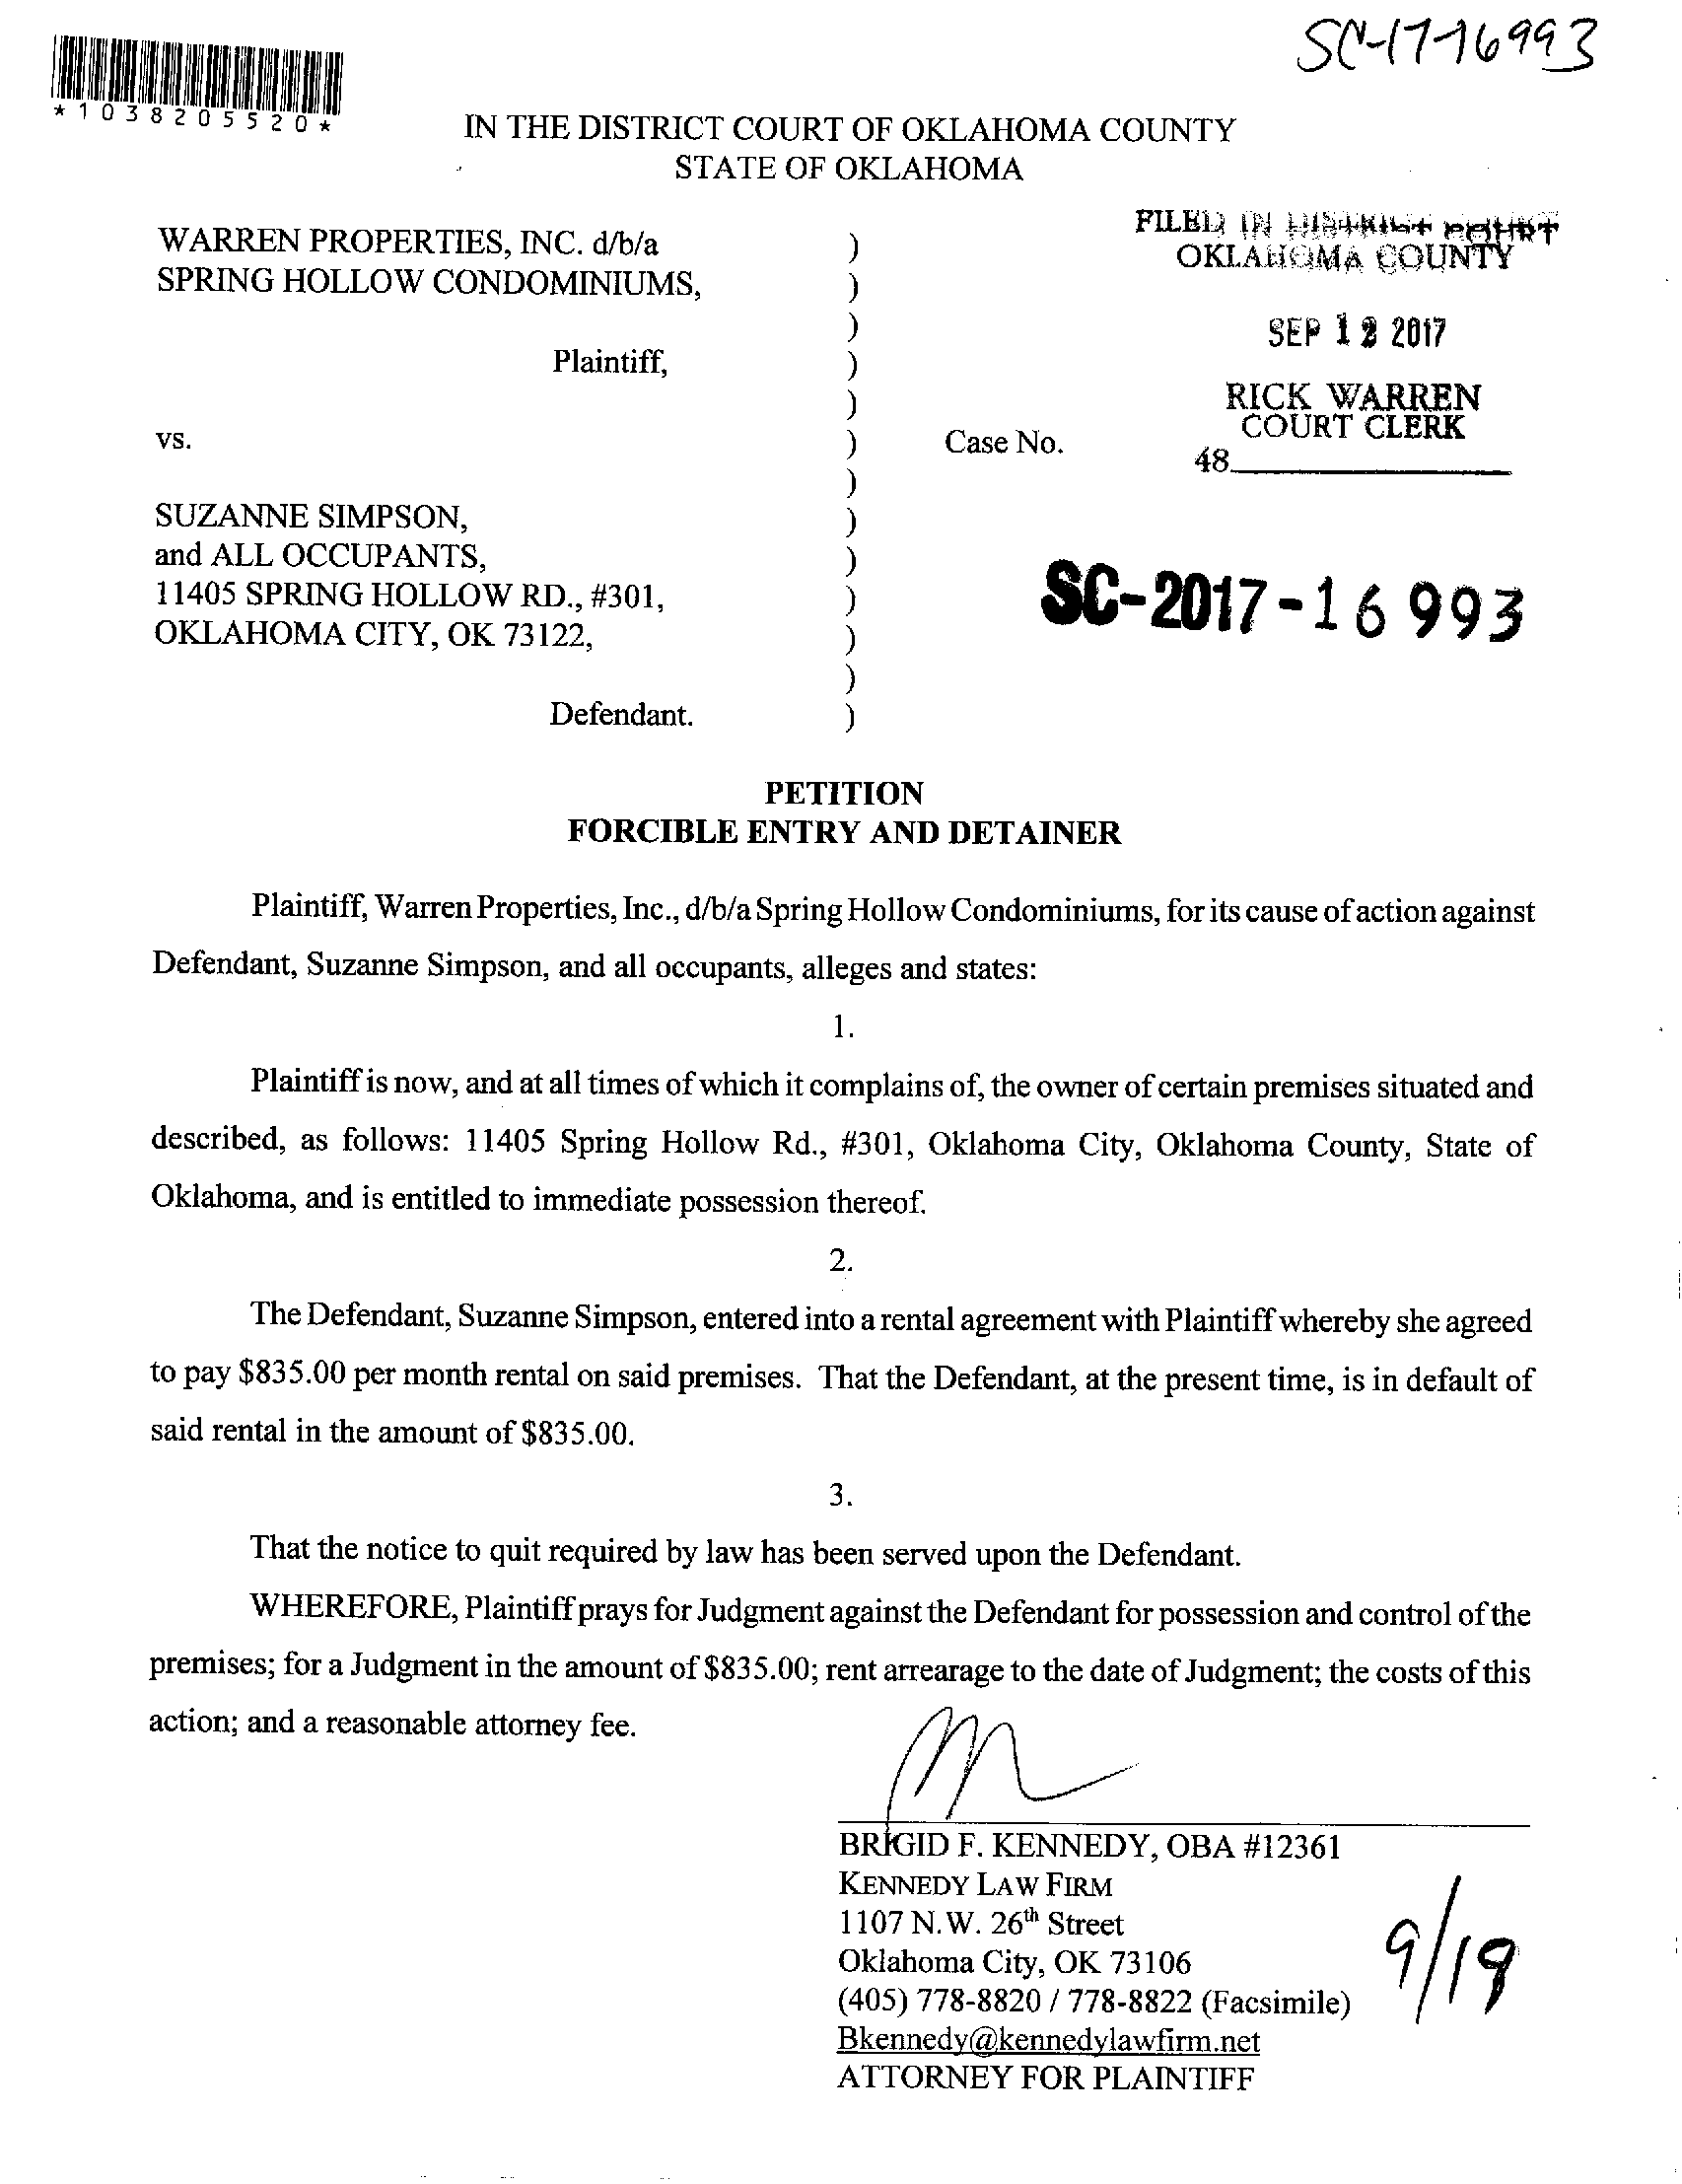 SC-17-16993
*1038205520*
IN THE DISTRICT COURT OF OKLAHOMA COUNTY
STATE OF OKLAHOMA
FILED IN DISTRICT COURT
OKLAHOMA COUNTY
SEP 12 2017
RICK WARREN
COURT CLERK
48
WARREN PROPERTIES, INC. d/b/a )
SPRING HOLLOW CONDOMINIUMS, )
)
Plaintiff, )
)
vs. ) Case No.
)
SUZANNE SIMPSON, )
and ALL OCCUPANTS, )
11405 SPRING HOLLOW RD., #301, )
OKLAHOMA CITY, OK 73122, )
)
Defendant. )
SC-2017-16993
PETITION
FORCIBLE ENTRY AND DETAINER
Plaintiff, Warren Properties, Inc., d/b/a Spring Hollow Condominiums, for its cause of action against
Defendant, Suzanne Simpson, and all occupants, alleges and states:
1.
Plaintiff is now, and at all times of which it complains of, the owner of certain premises situated and
described, as follows: 11405 Spring Hollow Rd., #301, Oklahoma City, Oklahoma County, State of
Oklahoma, and is entitled to immediate possession thereof.
2.
The Defendant, Suzanne Simpson, entered into a rental agreement with Plaintiff whereby she agreed
to pay $835.00 per month rental on said premises. That the Defendant, at the present time, is in default of
said rental in the amount of $835.00.
3.
That the notice to quit required by law has been served upon the Defendant.
WHEREFORE, Plaintiff prays for Judgment against the Defendant for possession and control of the
premises; for a Judgment in the amount of $835.00; rent arrearage to the date of Judgment; the costs of this
action; and a reasonable attorney fee.
BRIGID F. KENNEDY, OBA #12361
KENNEDY LAW FIRM
1107 N.W. 26th Street
Oklahoma City, OK 73106
(405) 778-8820 / 778-8822 (Facsimile)
Bkennedy@kennedylawfirm.net
ATTORNEY FOR PLAINTIFF
9/19